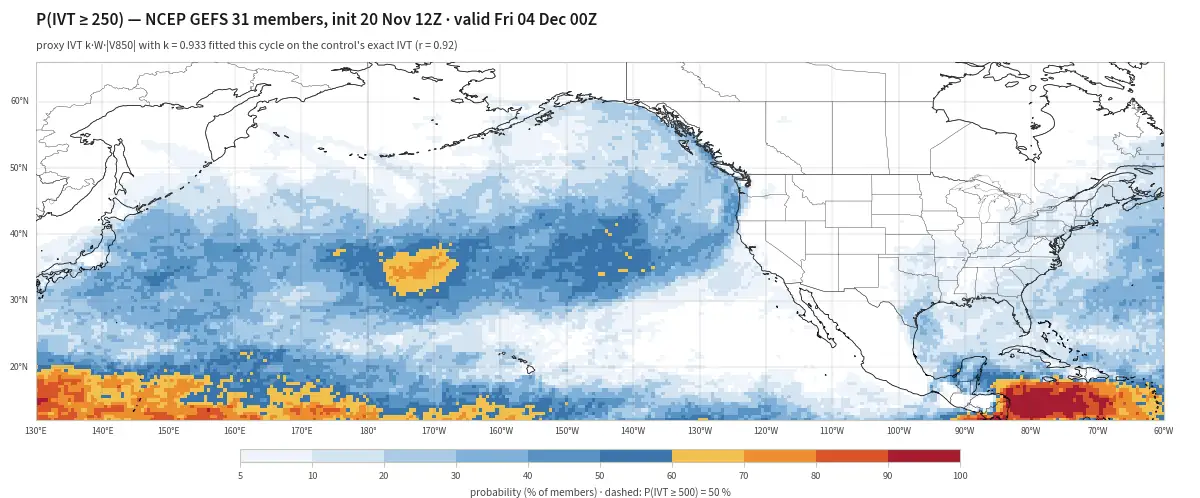 P(IVT ≥ 250) — NCEP GEFS 31 members, init 20 Nov 12Z · valid Fri 04 Dec 00Z
proxy IVT k·W·|V850| with k = 0.933 fitted this cycle on the control's exact IVT (r = 0.92)
60°N
50°N
40°N
30°N
20°N
130°E 140°E 150°E 160°E 170°E 180° 170°W 160°W 150°W 140°W 130°W 120°W 110°W 100°W 90°W 80°W 70°W 60°W
5 10 20 30 40 50 60 70 80 90 100
probability (% of members) · dashed: P(IVT ≥ 500) = 50 %